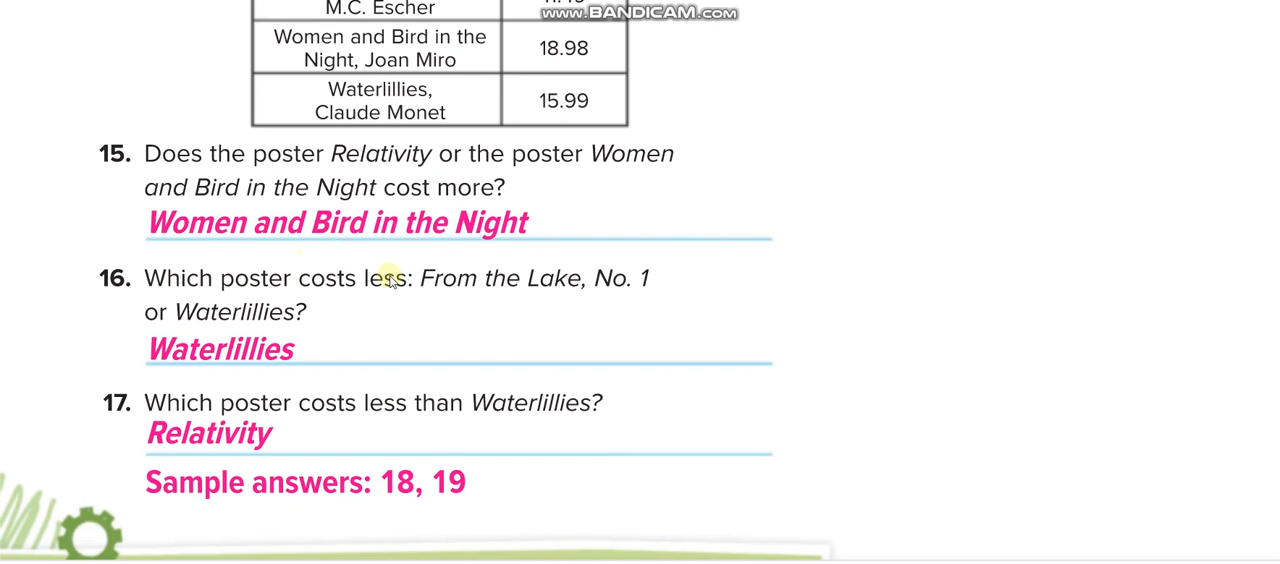 M.C. Escher
www.BANDICAM.com
Women and Bird in the
Night, Joan Miro
18.98
Waterlillies,
Claude Monet
15.99
15. Does the poster Relativity or the poster Women
and Bird in the Night cost more?
Women and Bird in the Night
16. Which poster costs less: From the Lake, No. 1
or Waterlillies?
Waterlillies
17. Which poster costs less than Waterlillies?
Relativity
Sample answers: 18, 19